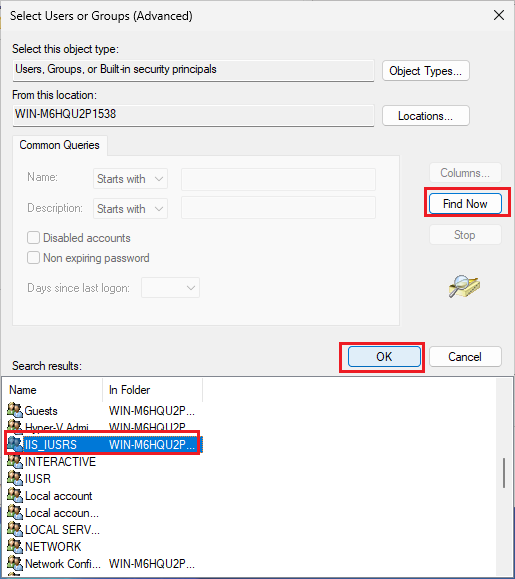 Select Users or Groups (Advanced)
Select this object type:
Users, Groups, or Built-in security principals
Object Types...
From this location:
WIN-M6HQU2P1538
Locations...
Common Queries
Name:
Starts with
Description:
Starts with
Disabled accounts
Non expiring password
Days since last logon:
Columns...
Find Now
Stop
OK
Cancel
Search results:
Name In Folder
Guests WIN-M6HQU2P...
Hyper-V Admi... WIN-M6HQU2P...
IIS_IUSRS WIN-M6HQU2P...
INTERACTIVE
IUSR
Local account
Local accoun...
LOCAL SERV...
NETWORK
Network Confi... WIN-M6HQU2P...